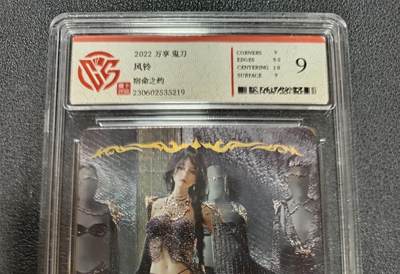 2022 万享 鬼刀
风铃
宿命之约
230602535219
CORNERS 9
EDGES 9.5
CENTERING 10
SURFACE 9
9